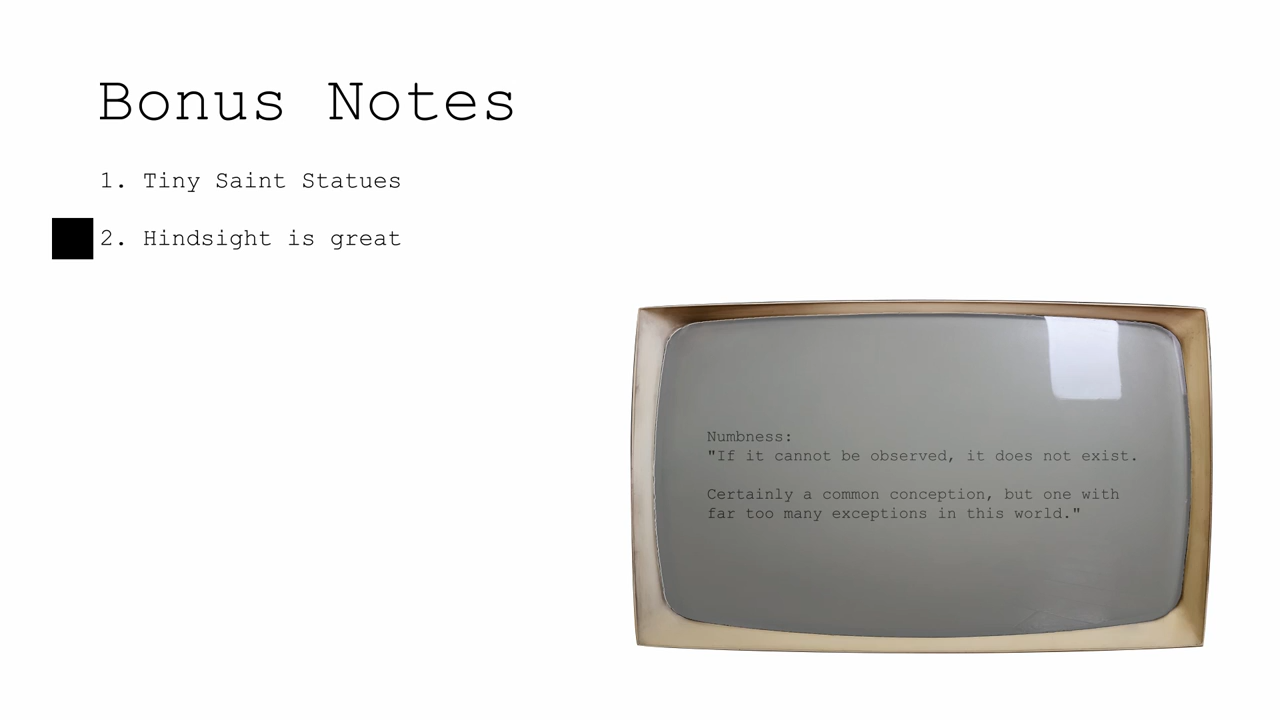 Bonus Notes
1. Tiny Saint Statues
2. Hindsight is great
Numbness:
"If it cannot be observed, it does not exist.
Certainly a common conception, but one with
far too many exceptions in this world."